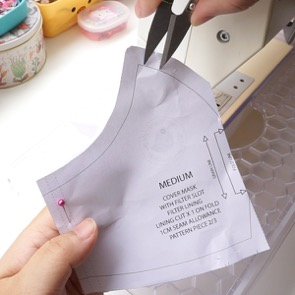 MEDIUM
COVER MASK
WITH FILTER SLOT
FILTER LINING
LINING CUT X 1 ON FOLD
1CM SEAM ALLOWANCE
PATTERN PIECE 2/3